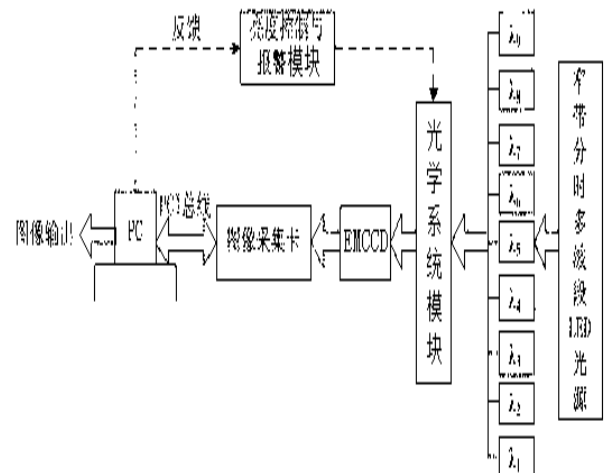 反馈
亮度控制与
报警模块
λ9
λ8
λ7
λ6
λ5
λ4
λ3
λ2
λ1
窄带分时多波段LED光源
光学系统模块
EMCCD
图像采集卡
PCI总线
PC
图像输出